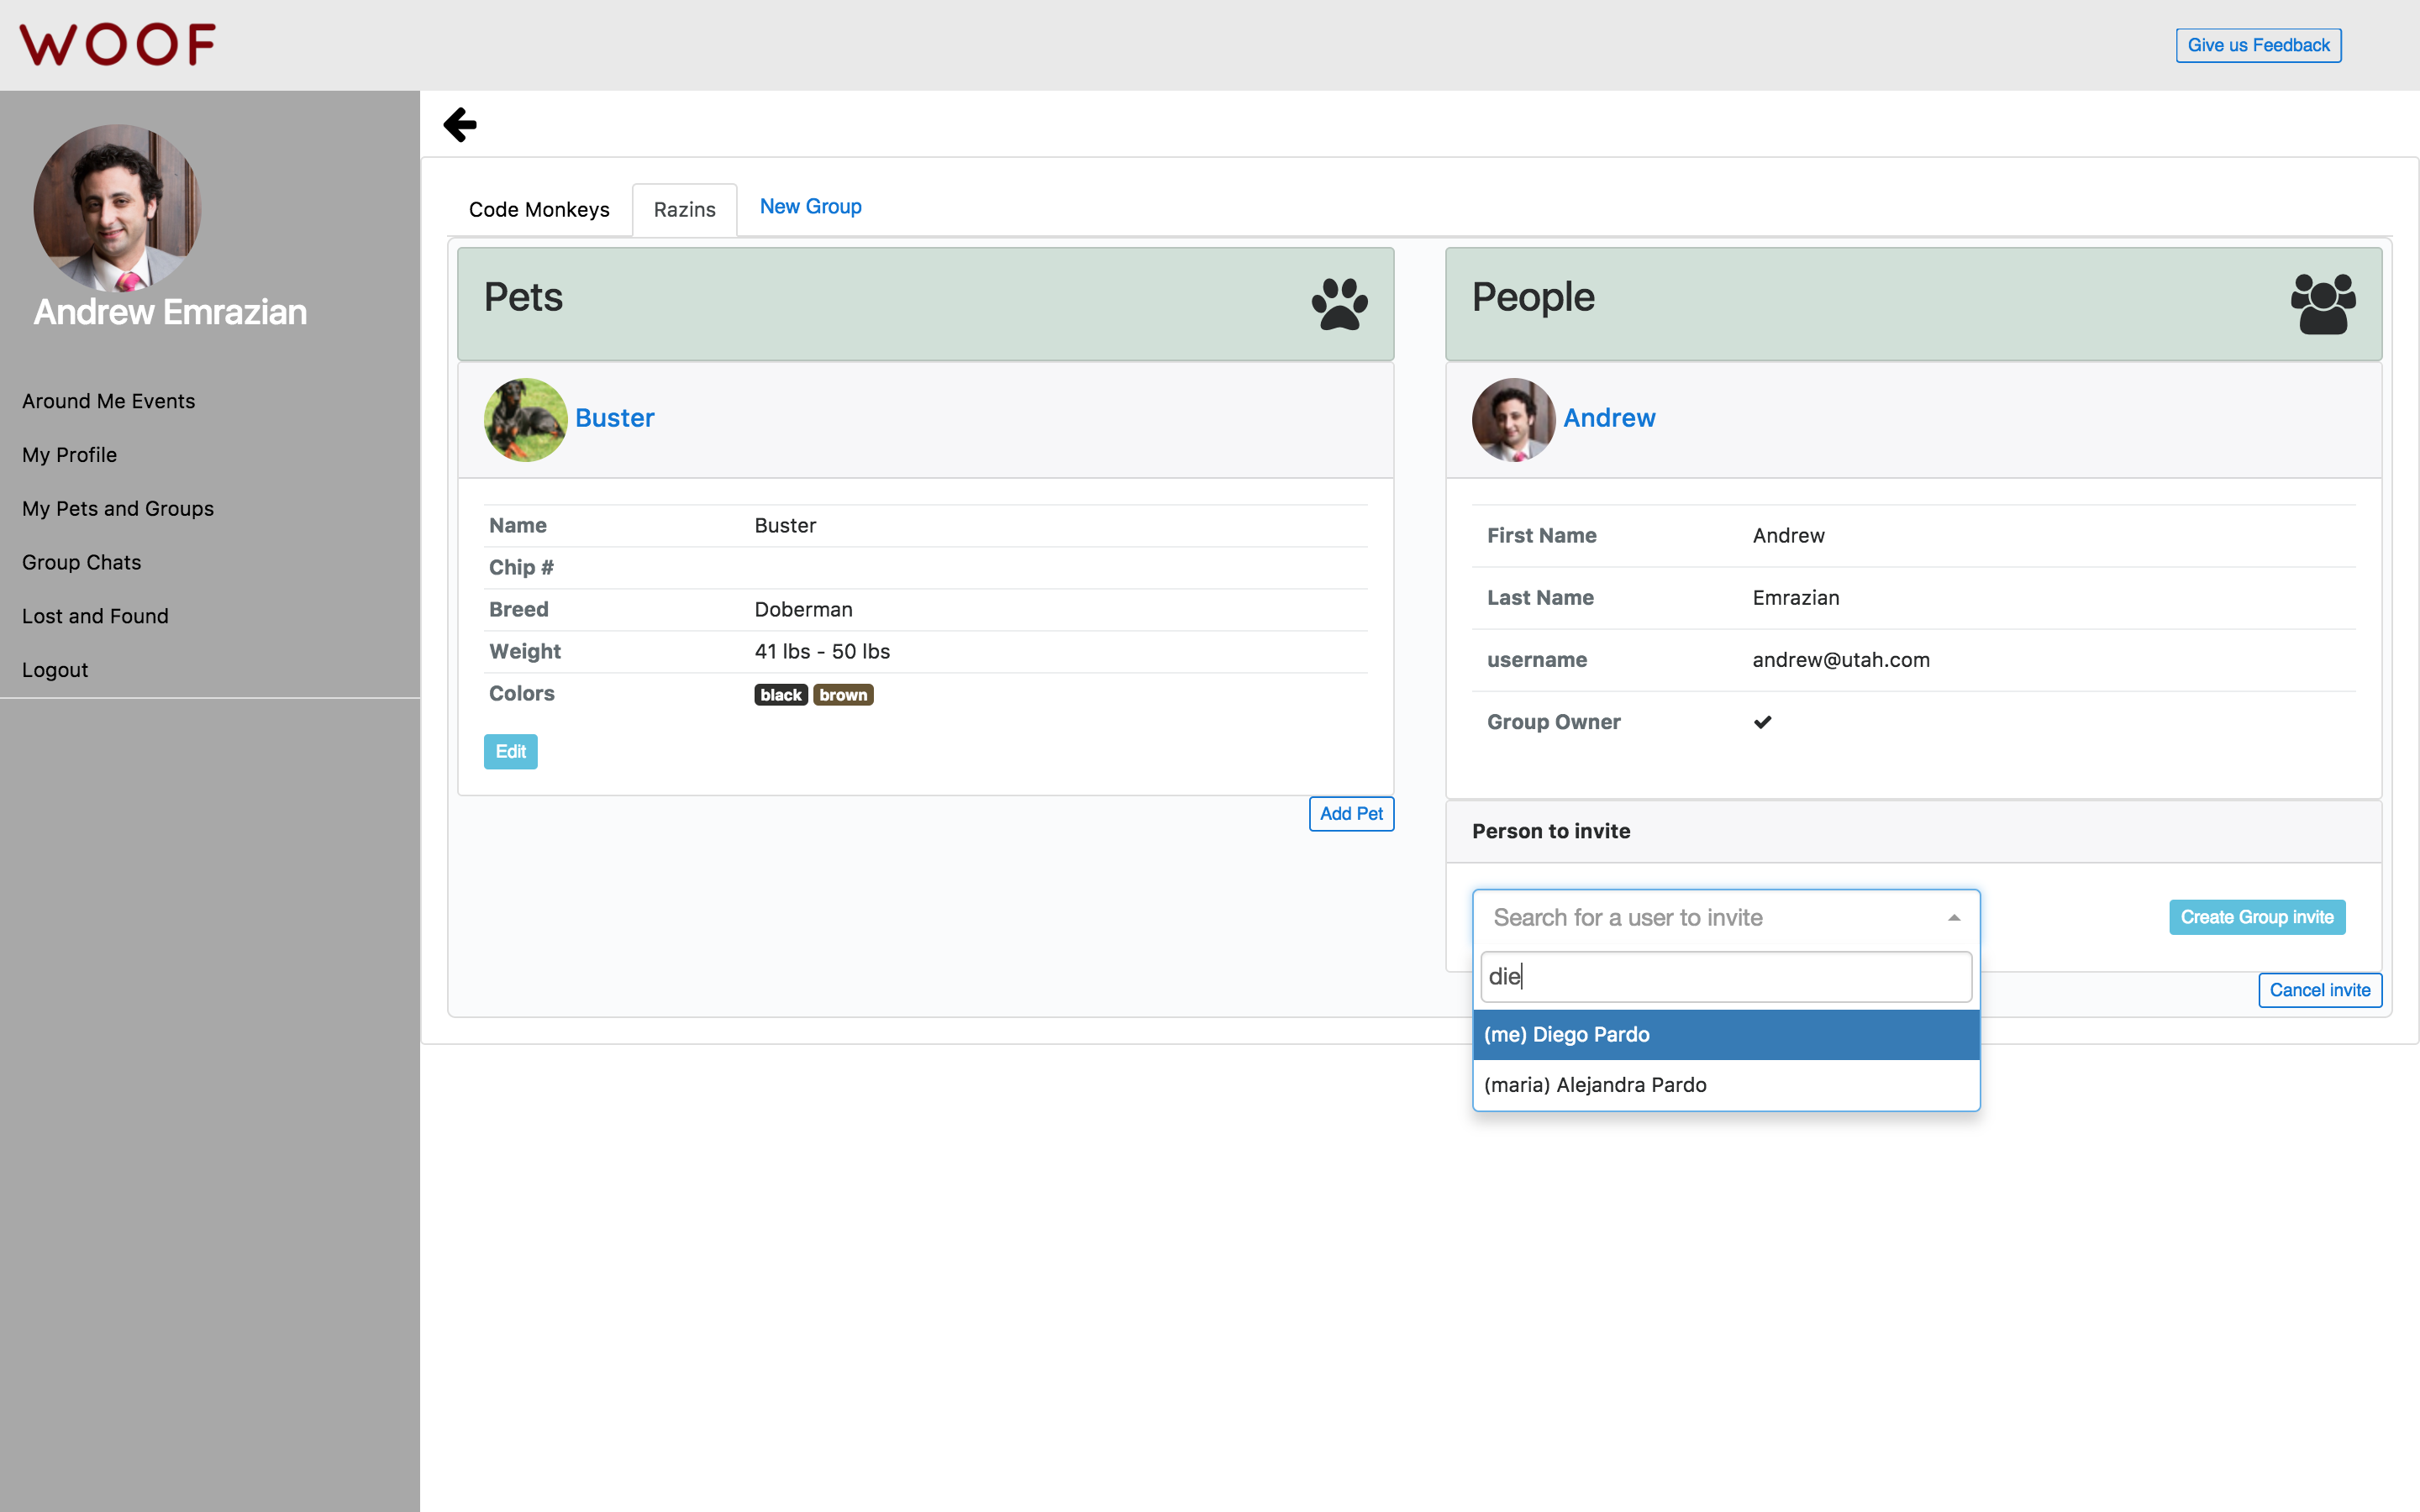 WOOF
Give us Feedback
Andrew Emrazian
Around Me Events
My Profile
My Pets and Groups
Group Chats
Lost and Found
Logout
Code Monkeys
Razins
New Group
Pets
Buster
Name Buster
Chip #
Breed Doberman
Weight 41 lbs - 50 lbs
Colors black brown
Edit
Add Pet
People
Andrew
First Name Andrew
Last Name Emrazian
username andrew@utah.com
Group Owner
Person to invite
Search for a user to invite
Create Group invite
die
Cancel invite
(me) Diego Pardo
(maria) Alejandra Pardo